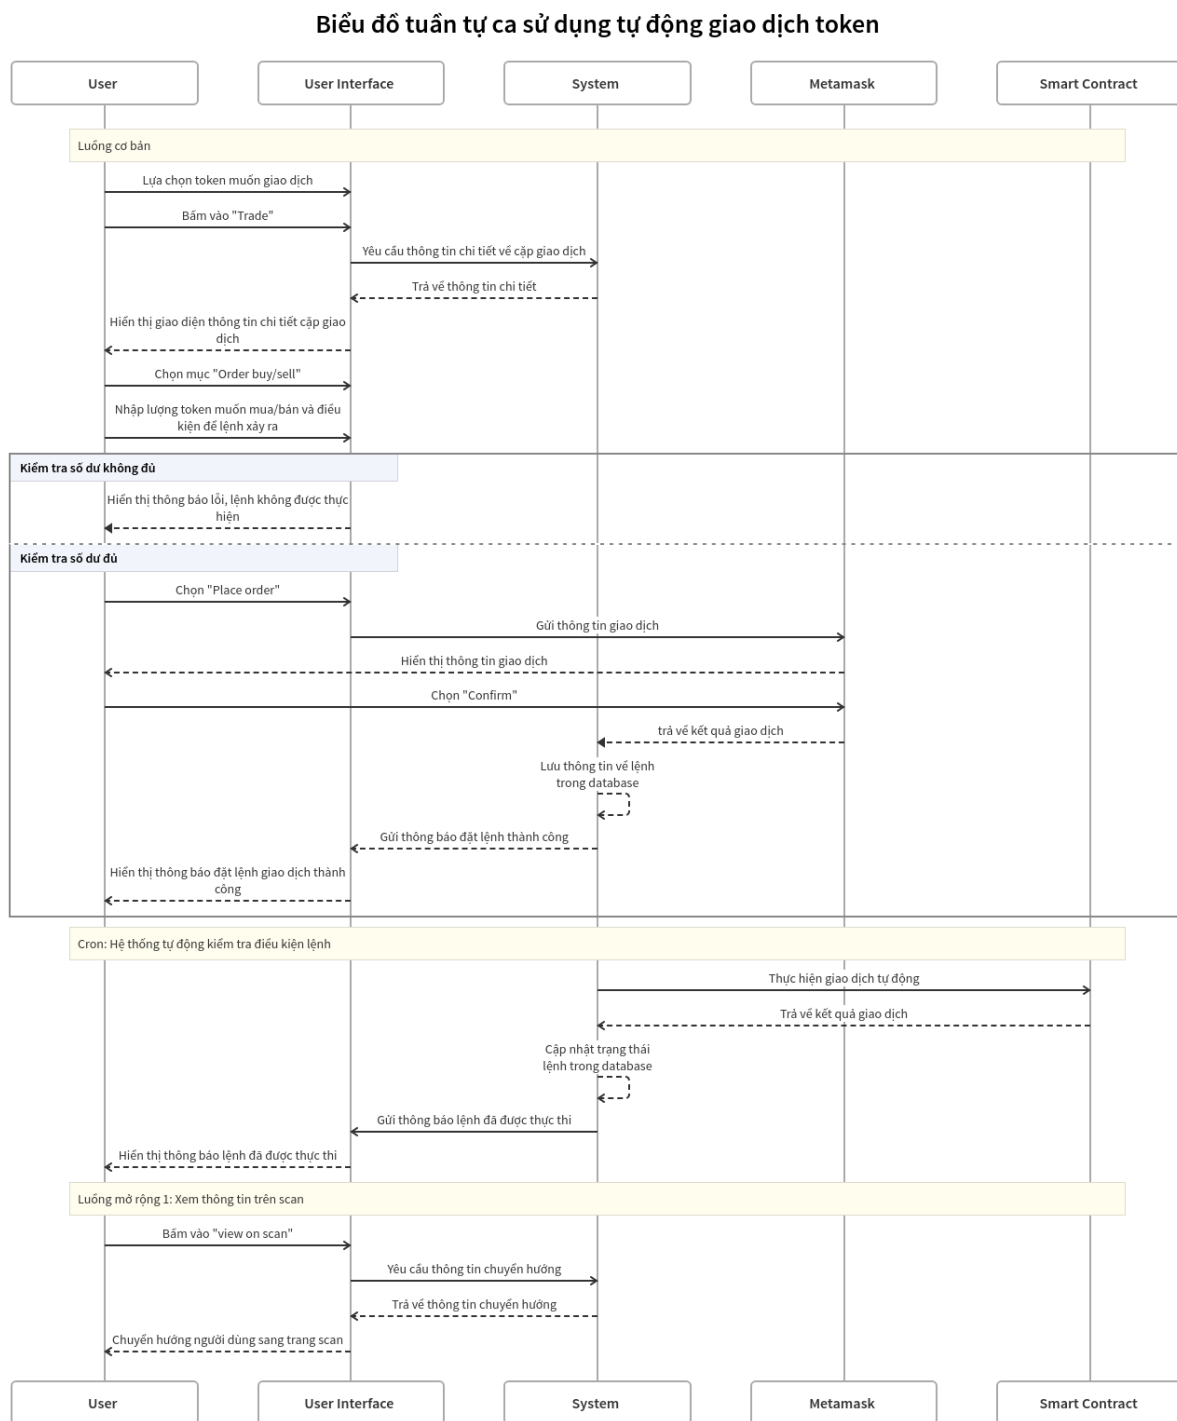 Biểu đồ tuần tự ca sử dụng tự động giao dịch token
User
User Interface
System
Metamask
Smart Contract
Luồng cơ bản
Lựa chọn token muốn giao dịch
Bấm vào "Trade"
Yêu cầu thông tin chi tiết về cặp giao dịch
Trả về thông tin chi tiết
Hiển thị giao diện thông tin chi tiết cặp giao
dịch
Chọn mục "Order buy/sell"
Nhập lượng token muốn mua/bán và điều
kiện để lệnh xảy ra
Kiểm tra số dư không đủ
Hiển thị thông báo lỗi, lệnh không được thực
hiện
Kiểm tra số dư đủ
Chọn "Place order"
Gửi thông tin giao dịch
Hiển thị thông tin giao dịch
Chọn "Confirm"
trả về kết quả giao dịch
Lưu thông tin về lệnh
trong database
Gửi thông báo đặt lệnh thành công
Hiển thị thông báo đặt lệnh giao dịch thành
công
Cron: Hệ thống tự động kiểm tra điều kiện lệnh
Thực hiện giao dịch tự động
Trả về kết quả giao dịch
Cập nhật trạng thái
lệnh trong database
Gửi thông báo lệnh đã được thực thi
Hiển thị thông báo lệnh đã được thực thi
Luồng mở rộng 1: Xem thông tin trên scan
Bấm vào "view on scan"
Yêu cầu thông tin chuyển hướng
Trả về thông tin chuyển hướng
Chuyển hướng người dùng sang trang scan
User
User Interface
System
Metamask
Smart Contract